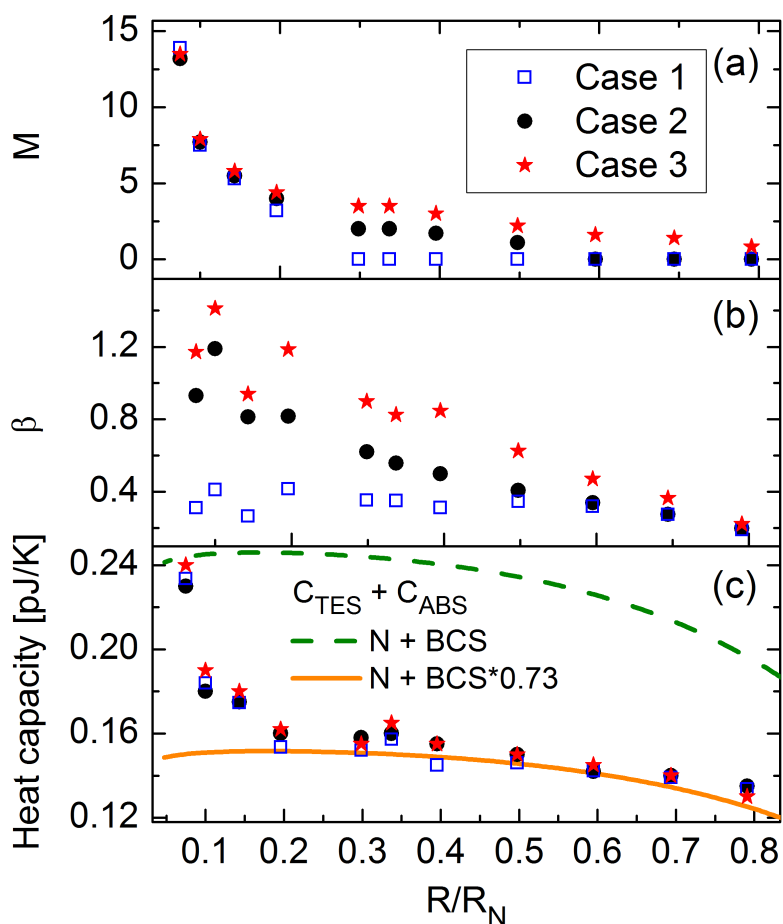 15
10
5
0
M
(a)
Case 1
Case 2
Case 3
1.2
0.8
0.4
β
(b)
0.24
0.20
0.16
0.12
Heat capacity [pJ/K]
(c)
C_TES + C_ABS
N + BCS
N + BCS*0.73
0.1 0.2 0.3 0.4 0.5 0.6 0.7 0.8
R/R_N